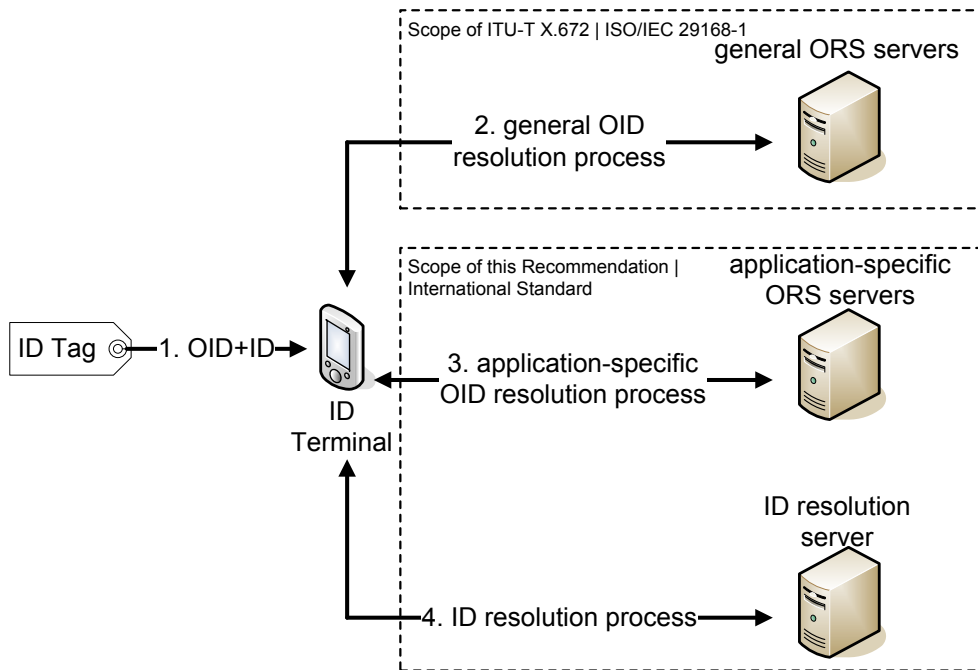 Scope of ITU-T X.672 | ISO/IEC 29168-1
general ORS servers
2. general OID
resolution process
Scope of this Recommendation |
International Standard
application-specific
ORS servers
ID Tag
1. OID+ID
3. application-specific
OID resolution process
ID
Terminal
ID resolution
server
4. ID resolution process